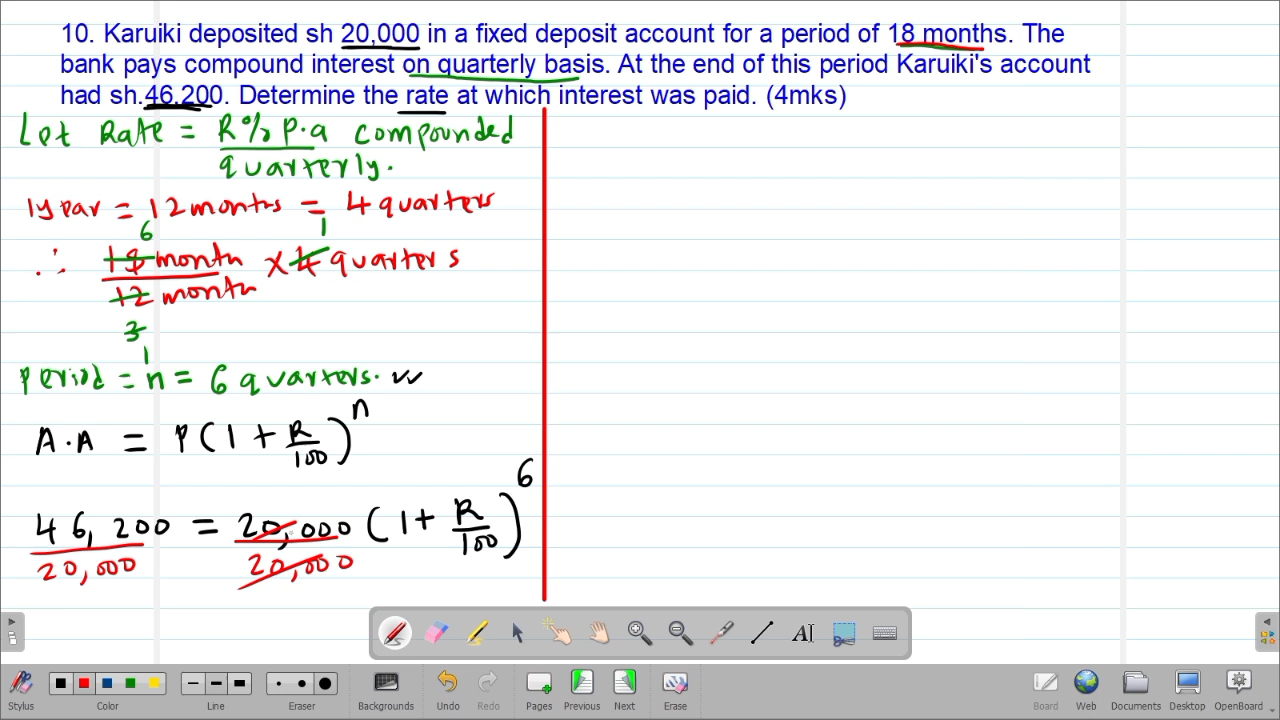 10. Karuiki deposited sh 20,000 in a fixed deposit account for a period of 18 months. The
bank pays compound interest on quarterly basis. At the end of this period Karuiki's account
had sh.46,200. Determine the rate at which interest was paid. (4mks)
Let Rate = R% P.a compounded
quarterly.
1year = 12 months = 4 quarters
6 1
∴ 18 month × 4 quarters
12 month
3
1
Period = n = 6 quarters. ✓✓
A.A = P(1 + R/100)^n
46,200 = 20,000 (1 + R/100)^6
20,000 20,000
AI
Stylus Color Line Eraser Backgrounds Undo Redo Pages Previous Next Erase Board Web Documents Desktop OpenBoard